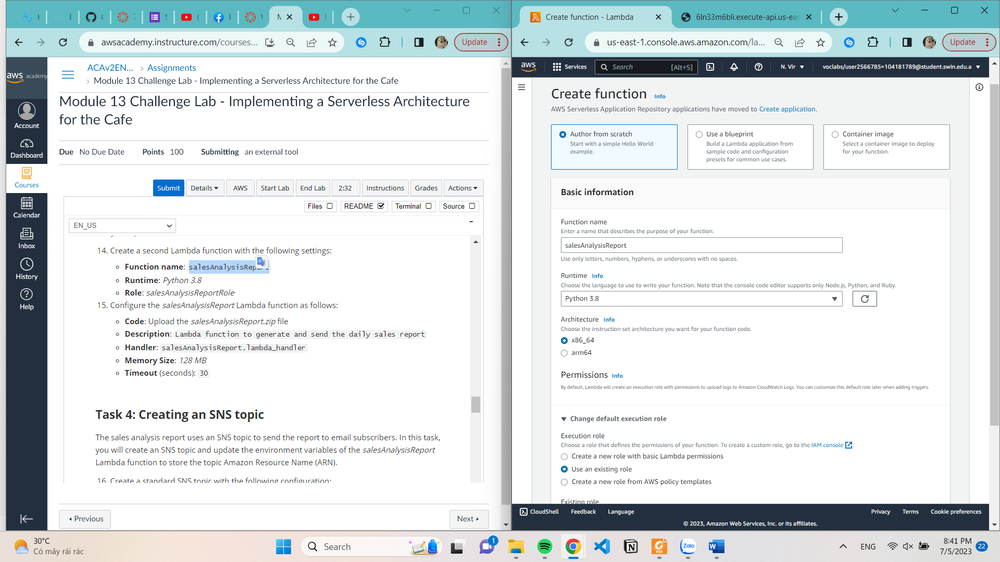 Update
awsacademy.instructure.com/courses...
aws academy
ACAv2EN... > Assignments
> Module 13 Challenge Lab - Implementing a Serverless Architecture for the Cafe
Module 13 Challenge Lab - Implementing a Serverless Architecture for the Cafe
Due No Due Date Points 100 Submitting an external tool
Account
Dashboard
Courses
Calendar
Inbox
History
Help
Submit Details AWS Start Lab End Lab 2:32 Instructions Grades Actions
Files README Terminal Source
EN_US
14. Create a second Lambda function with the following settings:
Function name:
Runtime: Python 3.8
Role: salesAnalysisReportRole
15. Configure the salesAnalysisReport Lambda function as follows:
Code: Upload the salesAnalysisReport.zip file
Description: Lambda function to generate and send the daily sales report
Handler: salesAnalysisReport.lambda_handler
Memory Size: 128 MB
Timeout (seconds): 30
Task 4: Creating an SNS topic
The sales analysis report uses an SNS topic to send the report to email subscribers. In this task,
you will create an SNS topic and update the environment variables of the salesAnalysisReport
Lambda function to store the topic Amazon Resource Name (ARN).
16. Create a standard SNS topic with the following configuration:
Previous Next
Create function - Lambda
6ln33m6bli.execute-api.us-eas
us-east-1.console.aws.amazon.com/la...
Update
aws Services Search [Alt+S] N. Vir voclabs/user2566785=104181789@student.swin.edu.a
Create function Info
AWS Serverless Application Repository applications have moved to Create application.
Author from scratch
Start with a simple Hello World
example.
Use a blueprint
Build a Lambda application from
sample code and configuration
presets for common use cases.
Container image
Select a container image to deploy
for your function.
Basic information
Function name
Enter a name that describes the purpose of your function.
salesAnalysisReport
Use only letters, numbers, hyphens, or underscores with no spaces.
Runtime Info
Choose the language to use to write your function. Note that the console code editor supports only Node.js, Python, and Ruby.
Python 3.8
Architecture Info
Choose the instruction set architecture you want for your function code.
x86_64
arm64
Permissions Info
By default, Lambda will create an execution role with permissions to upload logs to Amazon CloudWatch Logs. You can customize this default role later when adding triggers.
Change default execution role
Execution role
Choose a role that defines the permissions of your function. To create a custom role, go to the IAM console.
Create a new role with basic Lambda permissions
Use an existing role
Create a new role from AWS policy templates
Existing role
CloudShell Feedback Language Privacy Terms Cookie preferences
© 2023, Amazon Web Services, Inc. or its affiliates.
30°C
Có mây rải rác
Search
1
Zalo
ENG
8:41 PM
7/5/2023
22